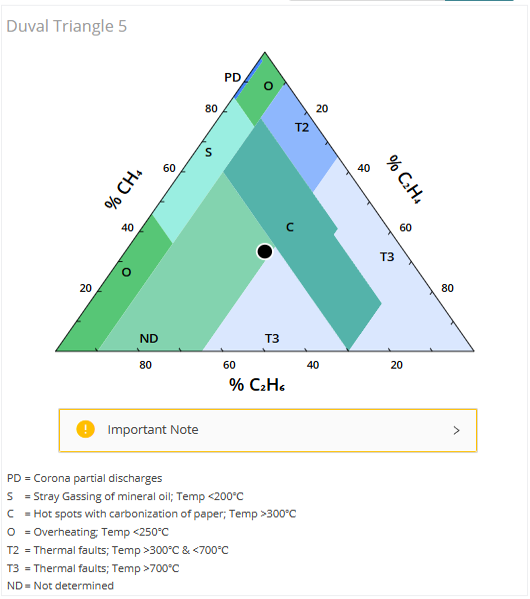 Duval Triangle 5
PD
O
80
20
T2
S
60
40
% CH₄
% C₂H₄
40
60
C
T3
O
20
80
ND
T3
80
60
40
20
% C₂H₆
Important Note
PD = Corona partial discharges
S = Stray Gassing of mineral oil; Temp <200°C
C = Hot spots with carbonization of paper; Temp >300°C
O = Overheating; Temp <250°C
T2 = Thermal faults; Temp >300°C & <700°C
T3 = Thermal faults; Temp >700°C
ND = Not determined